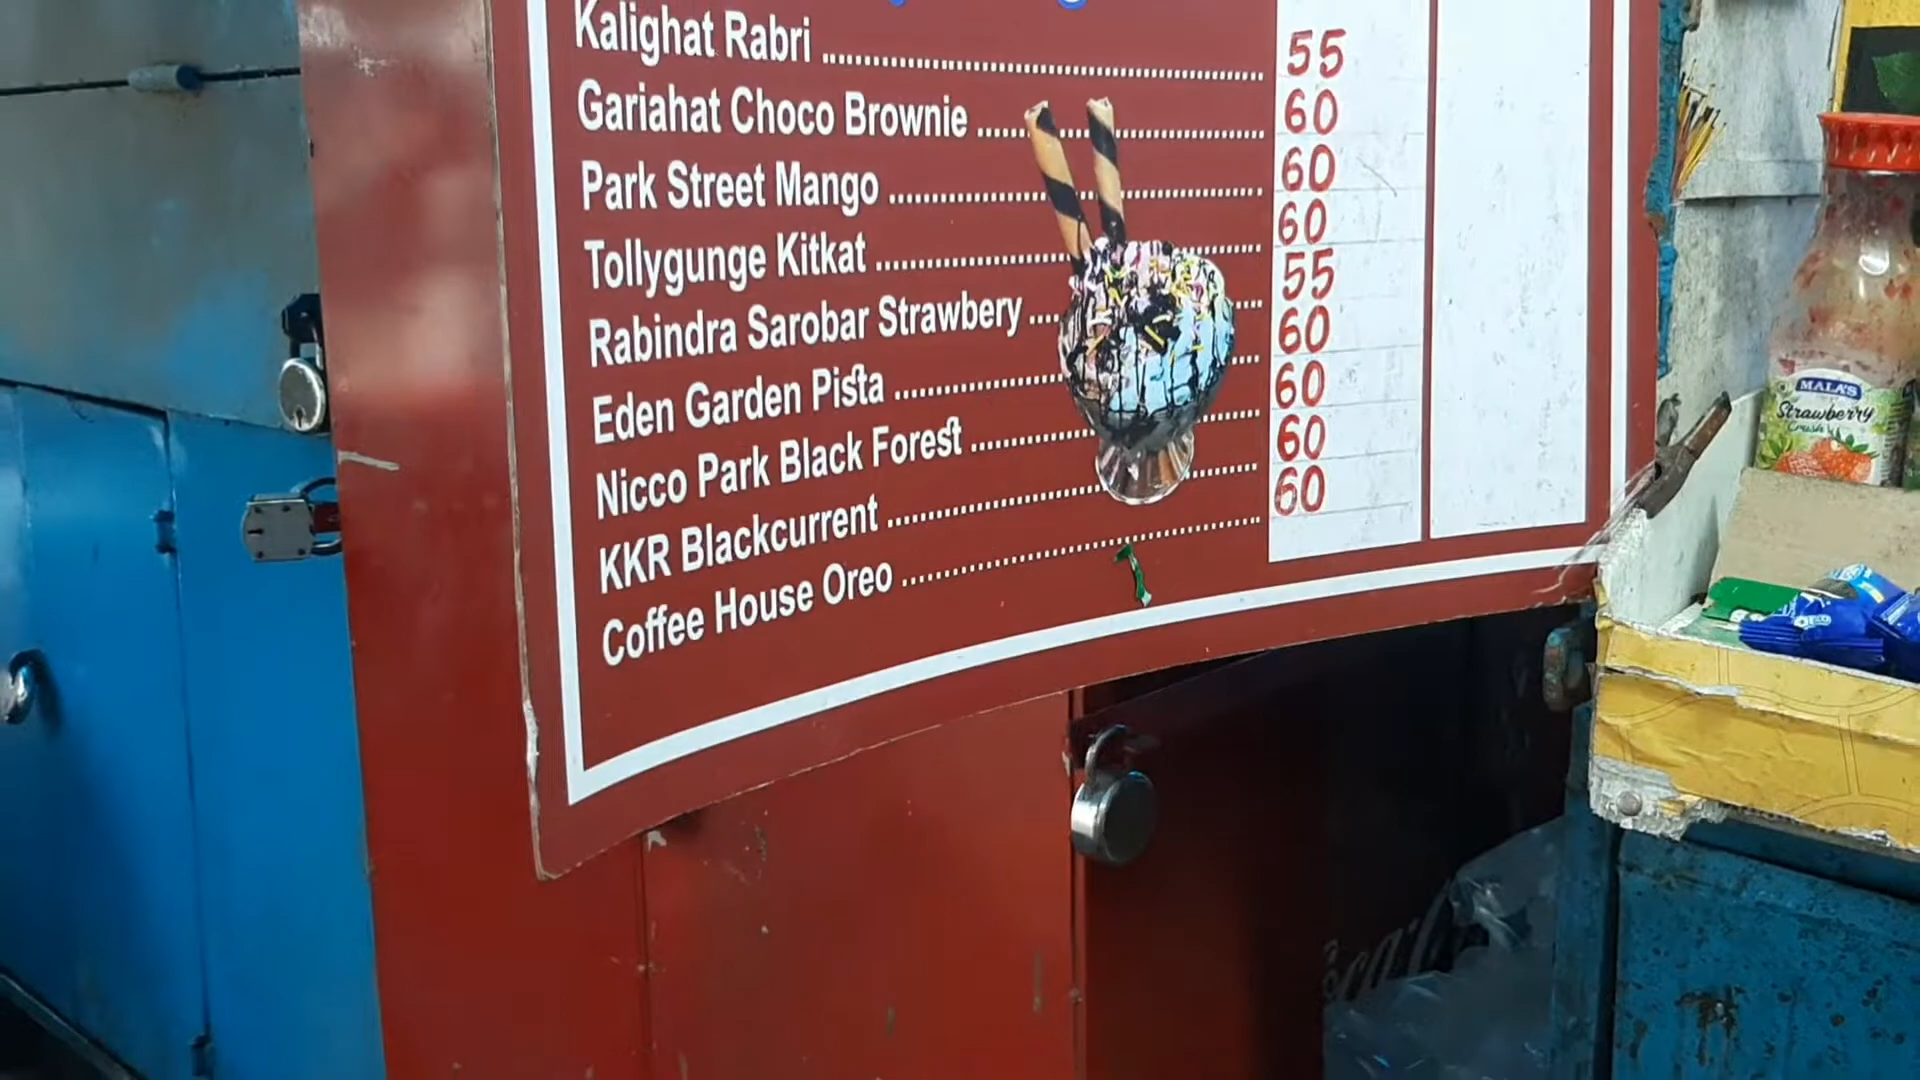 Kalighat Rabri ........ 55
Gariahat Choco Brownie ........ 60
Park Street Mango ........ 60
Tollygunge Kitkat ........ 60
Rabindra Sarobar Strawbery ........ 55
Eden Garden Pista ........ 60
Nicco Park Black Forest ........ 60
KKR Blackcurrent ........ 60
Coffee House Oreo ........ 60
MALA'S
Strawberry
Crush